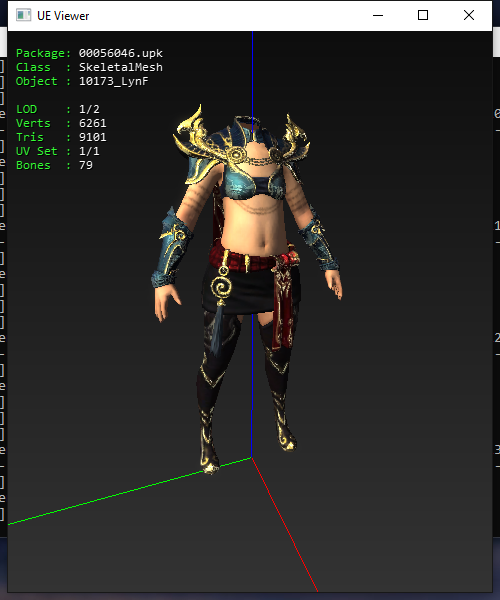 UE Viewer
Package: 00056046.upk
Class : SkeletalMesh
Object : 10173_LynF
LOD : 1/2
Verts : 6261
Tris : 9101
UV Set : 1/1
Bones : 79